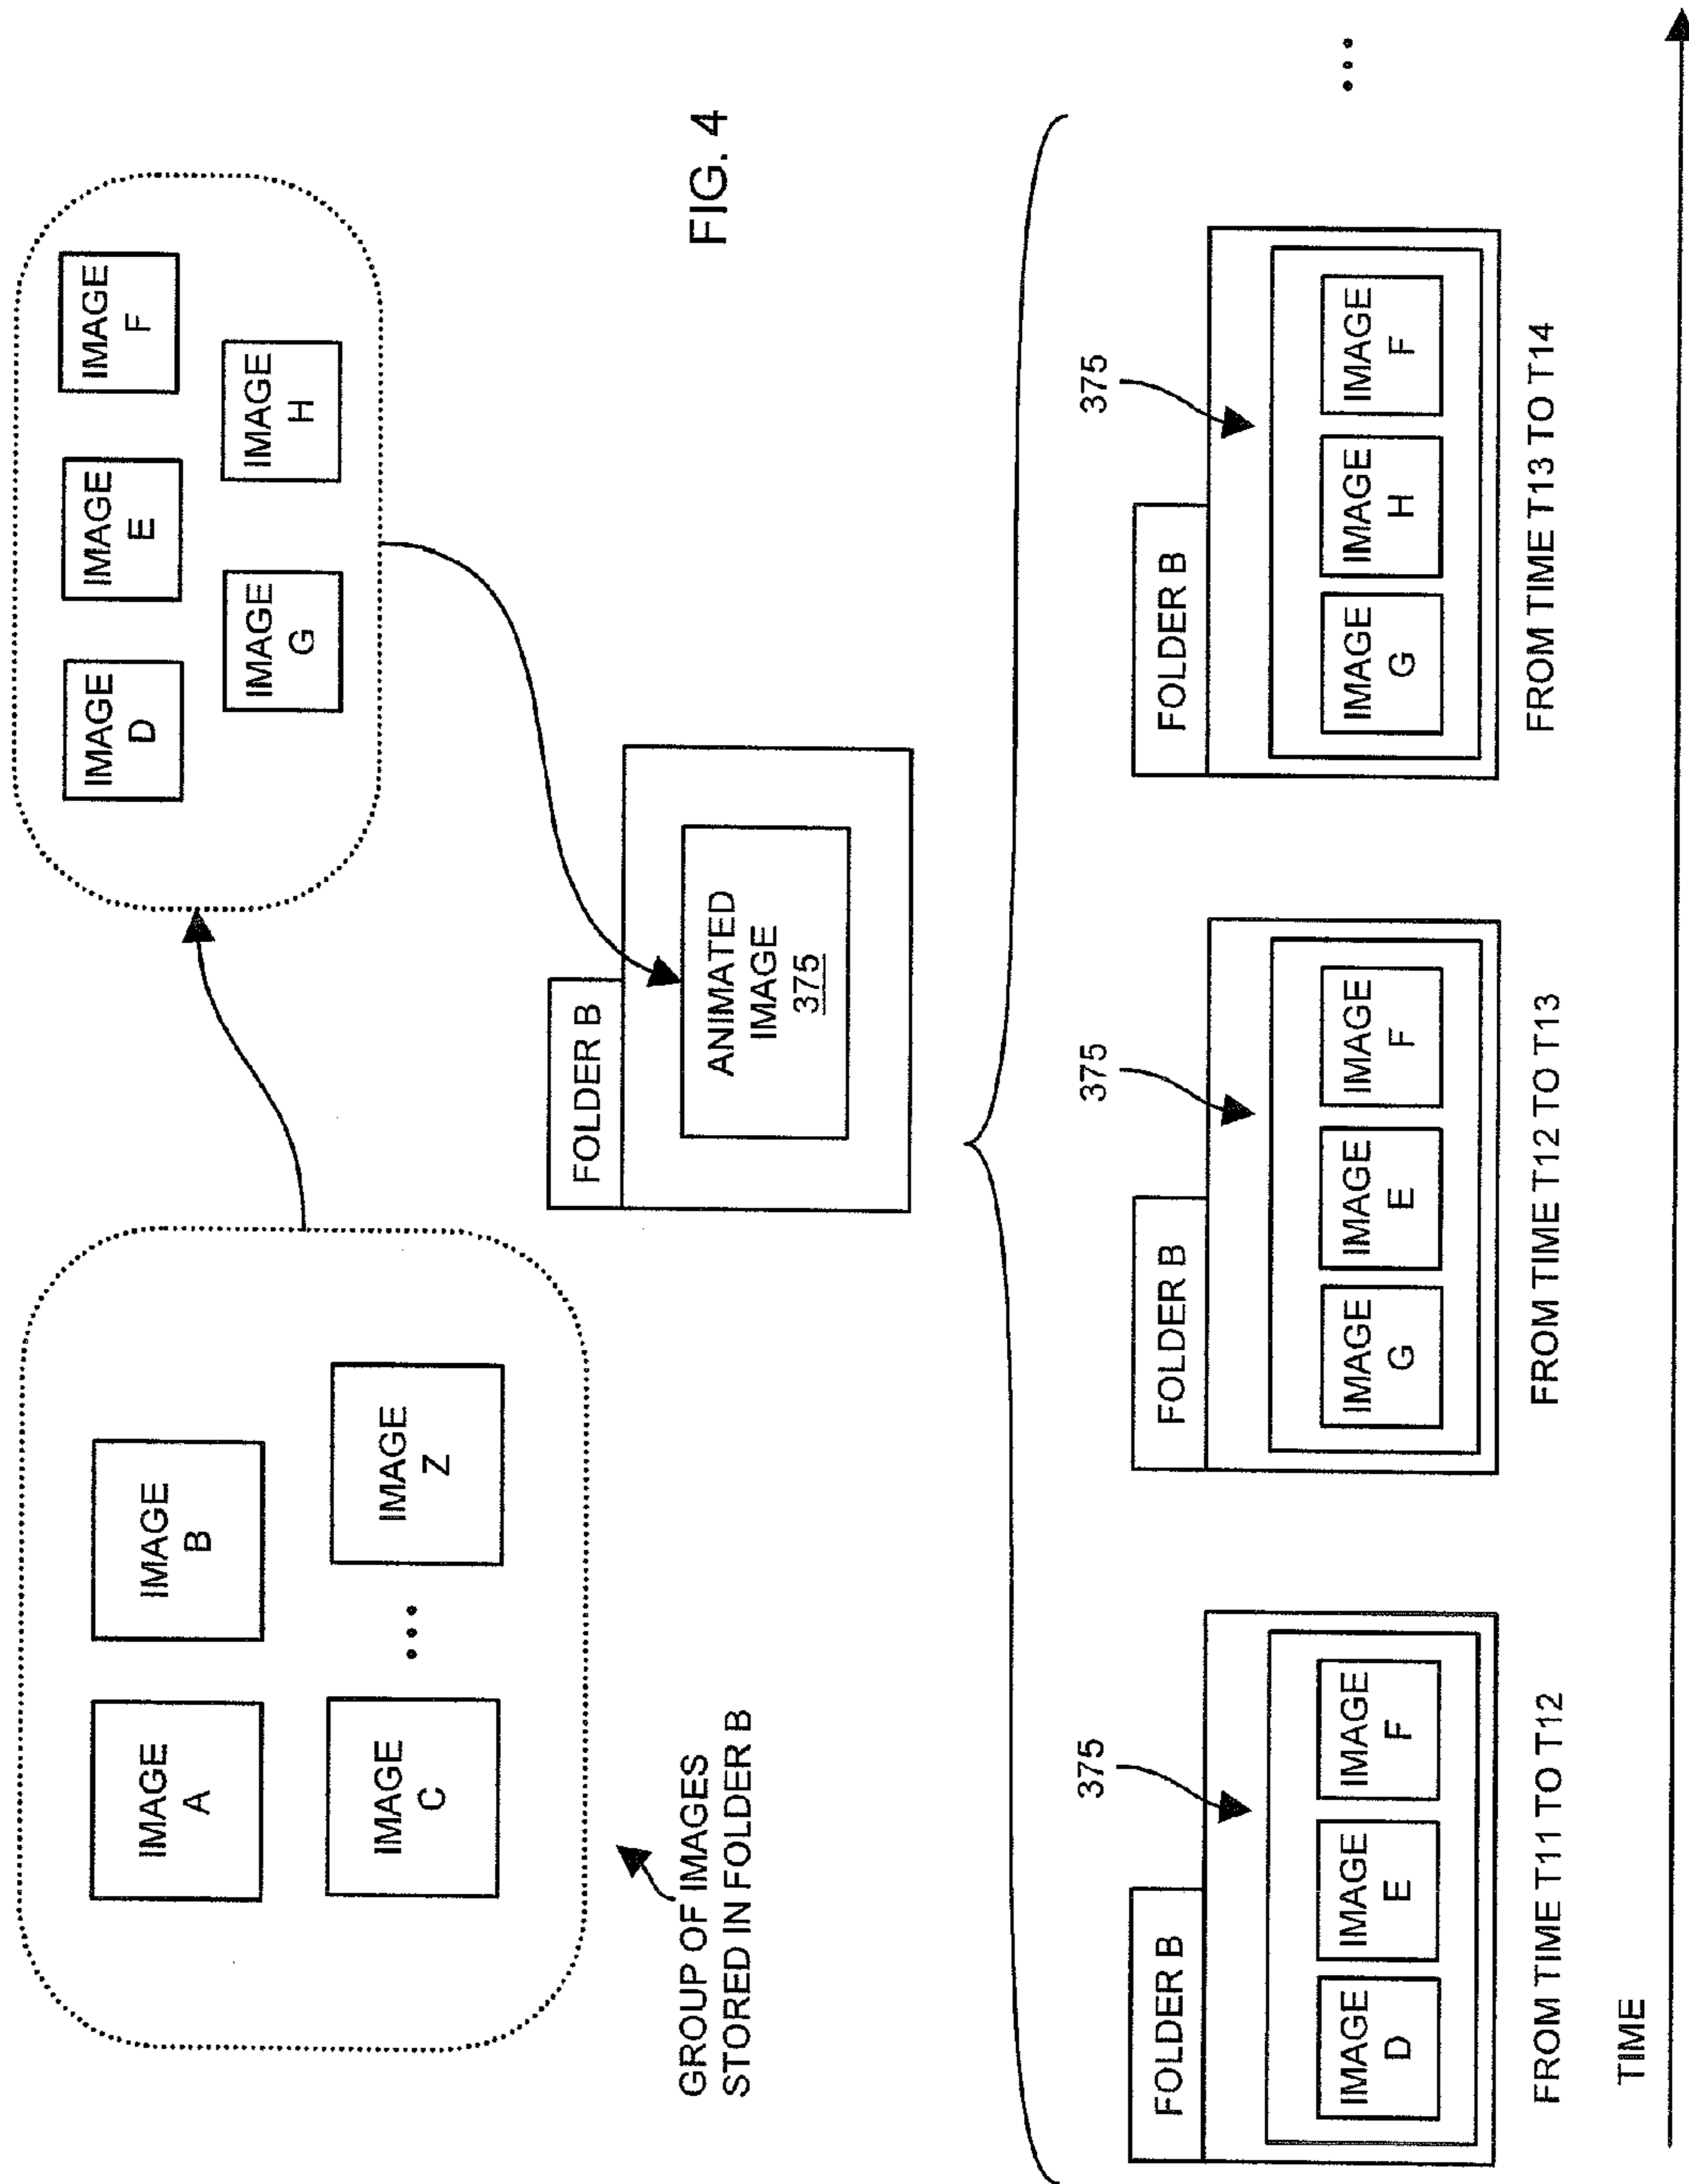 IMAGE
A
IMAGE
B
IMAGE
C
...
IMAGE
Z
GROUP OF IMAGES
STORED IN FOLDER B
IMAGE
D
IMAGE
E
IMAGE
F
IMAGE
G
IMAGE
H
FOLDER B
ANIMATED
IMAGE
375
FIG. 4
FOLDER B
375
IMAGE
D
IMAGE
E
IMAGE
F
FROM TIME T11 TO T12
FOLDER B
375
IMAGE
G
IMAGE
E
IMAGE
F
FROM TIME T12 TO T13
FOLDER B
375
IMAGE
G
IMAGE
H
IMAGE
F
FROM TIME T13 TO T14
...
TIME